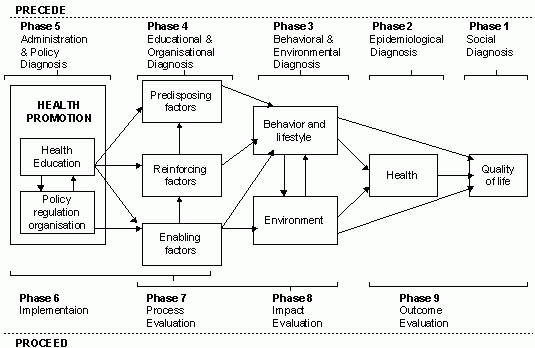 PRECEDE
Phase 5
Administration
& Policy
Diagnosis
Phase 4
Educational &
Organisational
Diagnosis
Phase 3
Behavioral &
Environmental
Diagnosis
Phase 2
Epidemiological
Diagnosis
Phase 1
Social
Diagnosis
HEALTH
PROMOTION
Health
Education
Policy
regulation
organisation
Predisposing
factors
Reinforcing
factors
Enabling
factors
Behavior and
lifestyle
Environment
Health
Quality
of life
Phase 6
Implementaion
Phase 7
Process
Evaluation
Phase 8
Impact
Evaluation
Phase 9
Outcome
Evaluation
PROCEED